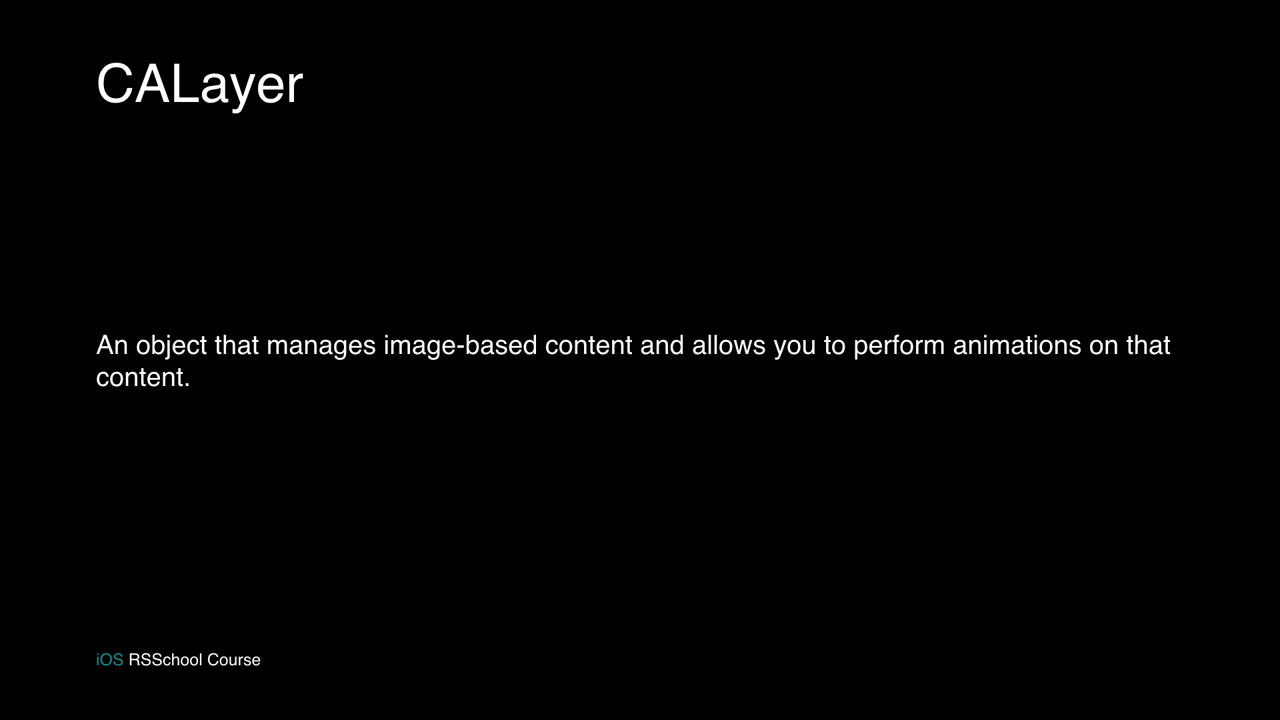 CALayer
An object that manages image-based content and allows you to perform animations on that
content.
iOS RSSchool Course